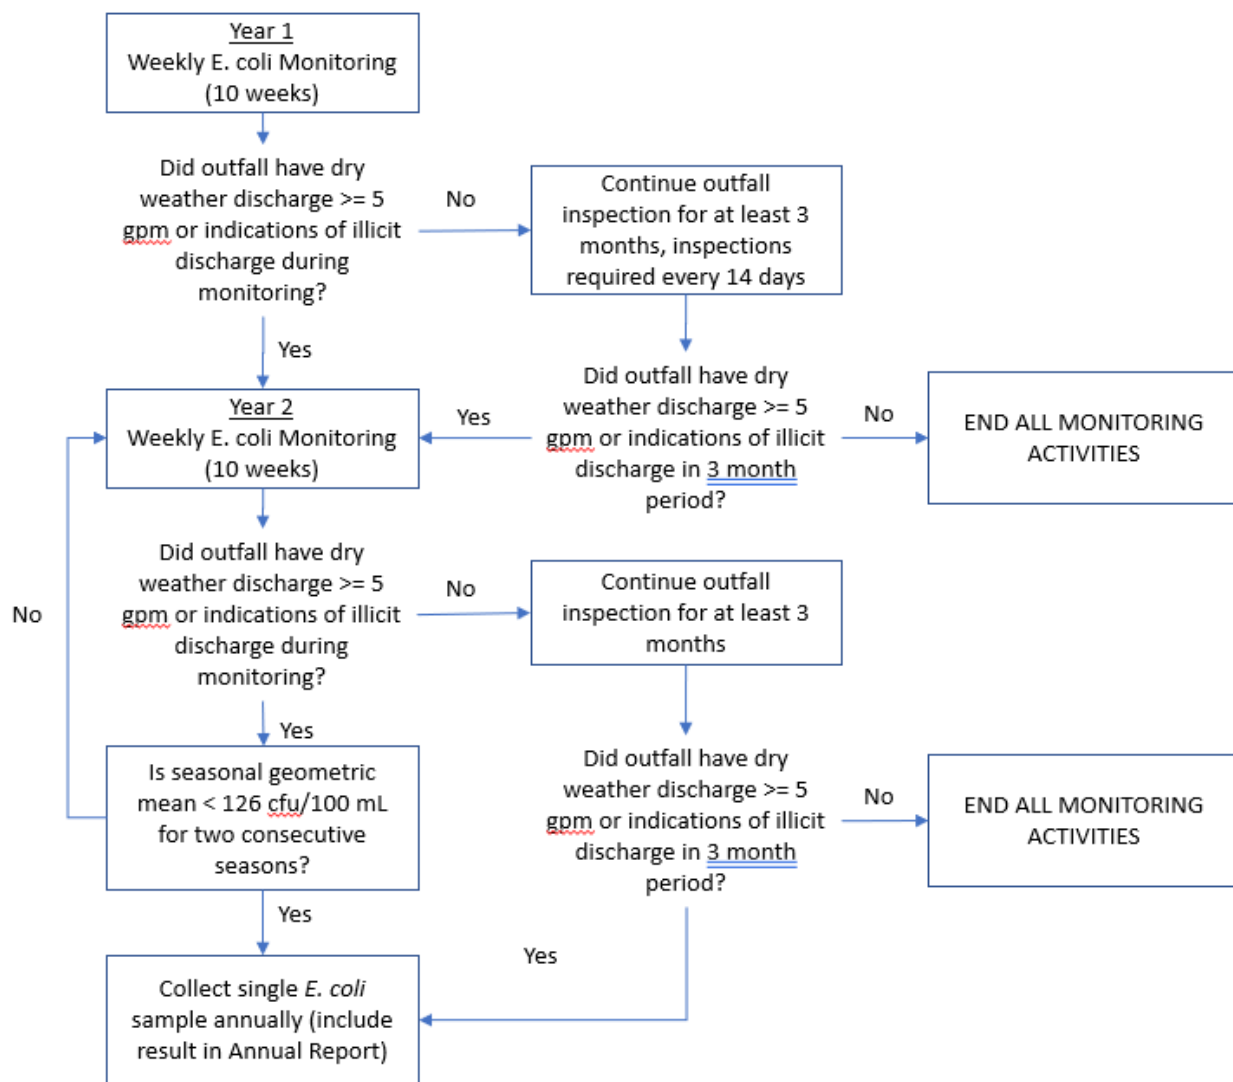 Year 1
Weekly E. coli Monitoring
(10 weeks)
Did outfall have dry
weather discharge >= 5
gpm or indications of illicit
discharge during
monitoring?
No
Continue outfall
inspection for at least 3
months, inspections
required every 14 days
Yes
Did outfall have dry
weather discharge >= 5
gpm or indications of illicit
discharge in 3 month
period?
Yes
No
END ALL MONITORING
ACTIVITIES
Year 2
Weekly E. coli Monitoring
(10 weeks)
Did outfall have dry
weather discharge >= 5
gpm or indications of illicit
discharge during
monitoring?
No
No
Continue outfall
inspection for at least 3
months
Yes
Did outfall have dry
weather discharge >= 5
gpm or indications of illicit
discharge in 3 month
period?
No
END ALL MONITORING
ACTIVITIES
Is seasonal geometric
mean < 126 cfu/100 mL
for two consecutive
seasons?
Yes
Yes
Collect single E. coli
sample annually (include
result in Annual Report)